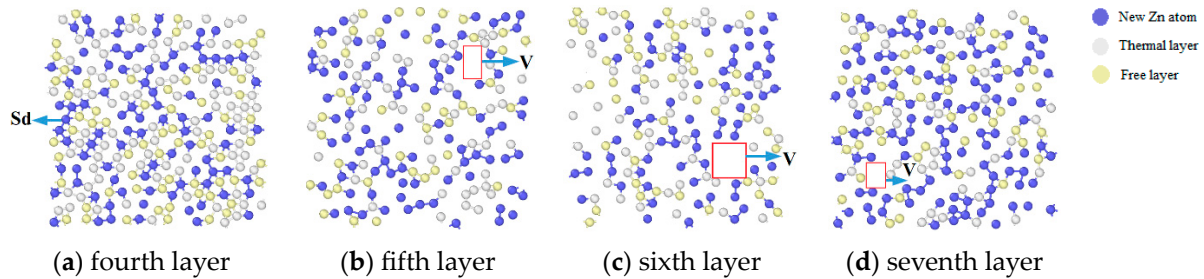 New Zn atom
Thermal layer
Free layer
Sd
V
V
V
(a) fourth layer
(b) fifth layer
(c) sixth layer
(d) seventh layer